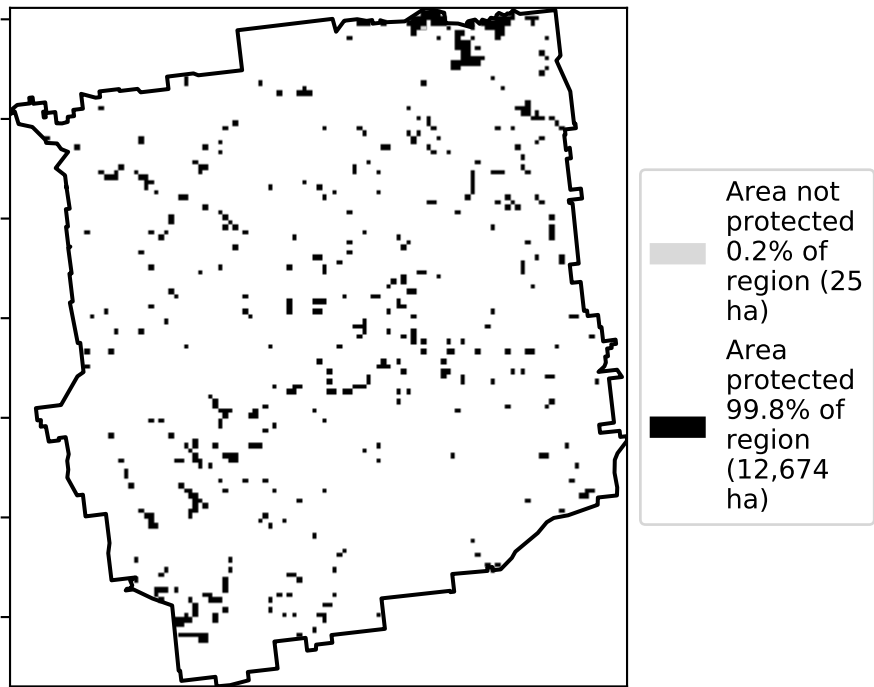 Area not
protected
0.2% of
region (25
ha)
Area
protected
99.8% of
region
(12,674
ha)